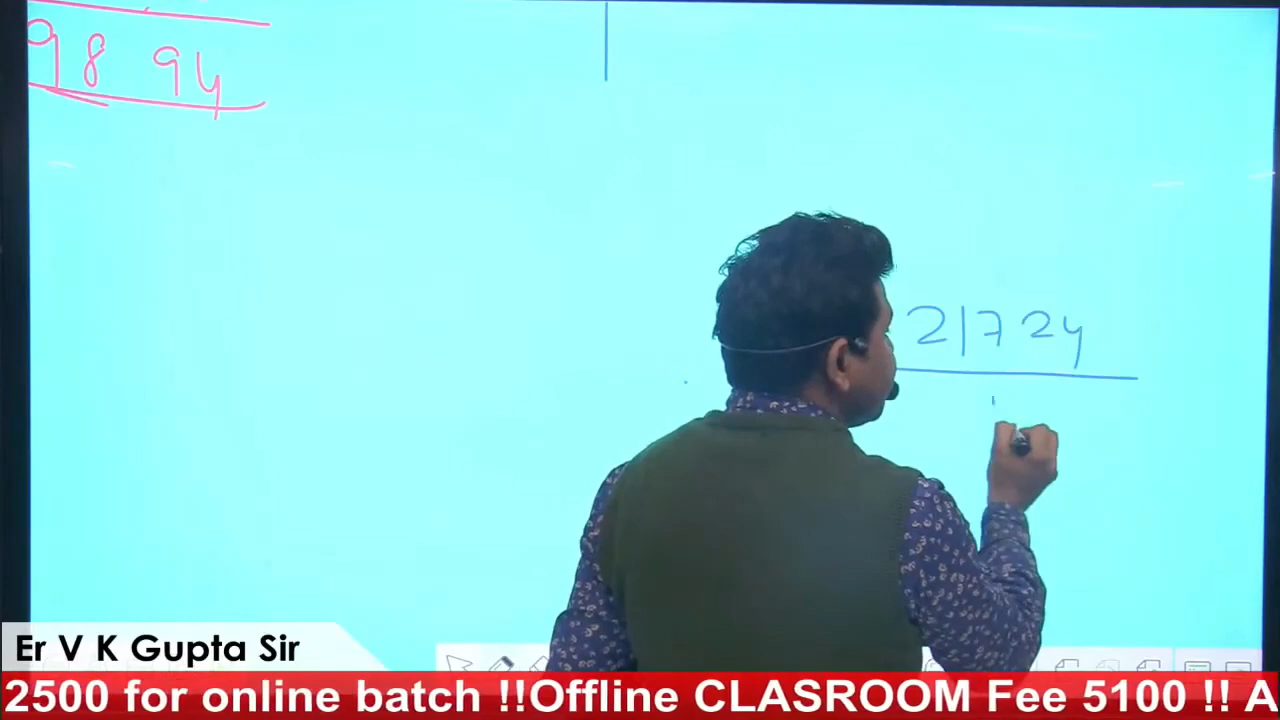 98 94
21724
Er V K Gupta Sir
2500 for online batch !!Offline CLASROOM Fee 5100 !! A